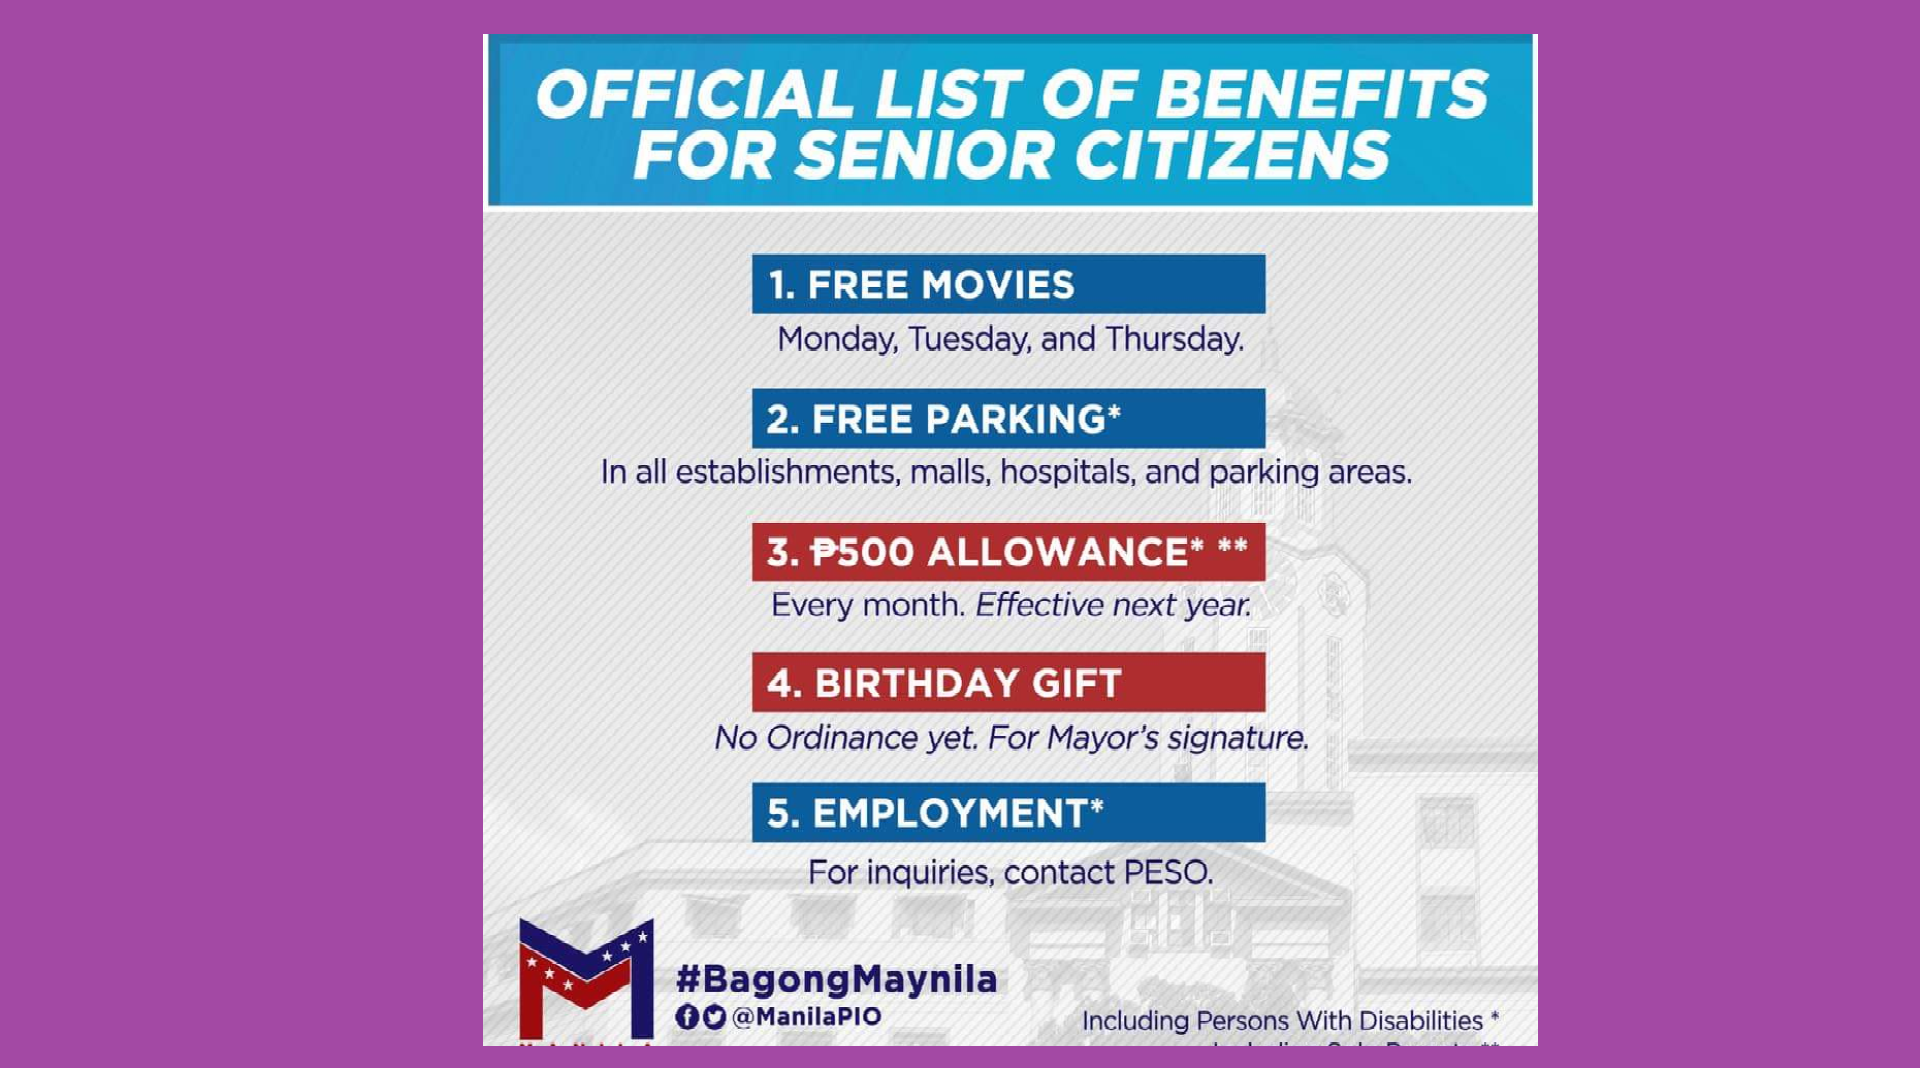 OFFICIAL LIST OF BENEFITS
FOR SENIOR CITIZENS
1. FREE MOVIES
Monday, Tuesday, and Thursday.
2. FREE PARKING*
In all establishments, malls, hospitals, and parking areas.
3. ₱500 ALLOWANCE* **
Every month. Effective next year.
4. BIRTHDAY GIFT
No Ordinance yet. For Mayor's signature.
5. EMPLOYMENT*
For inquiries, contact PESO.
#BagongMaynila
@ManilaPIO
Including Persons With Disabilities *